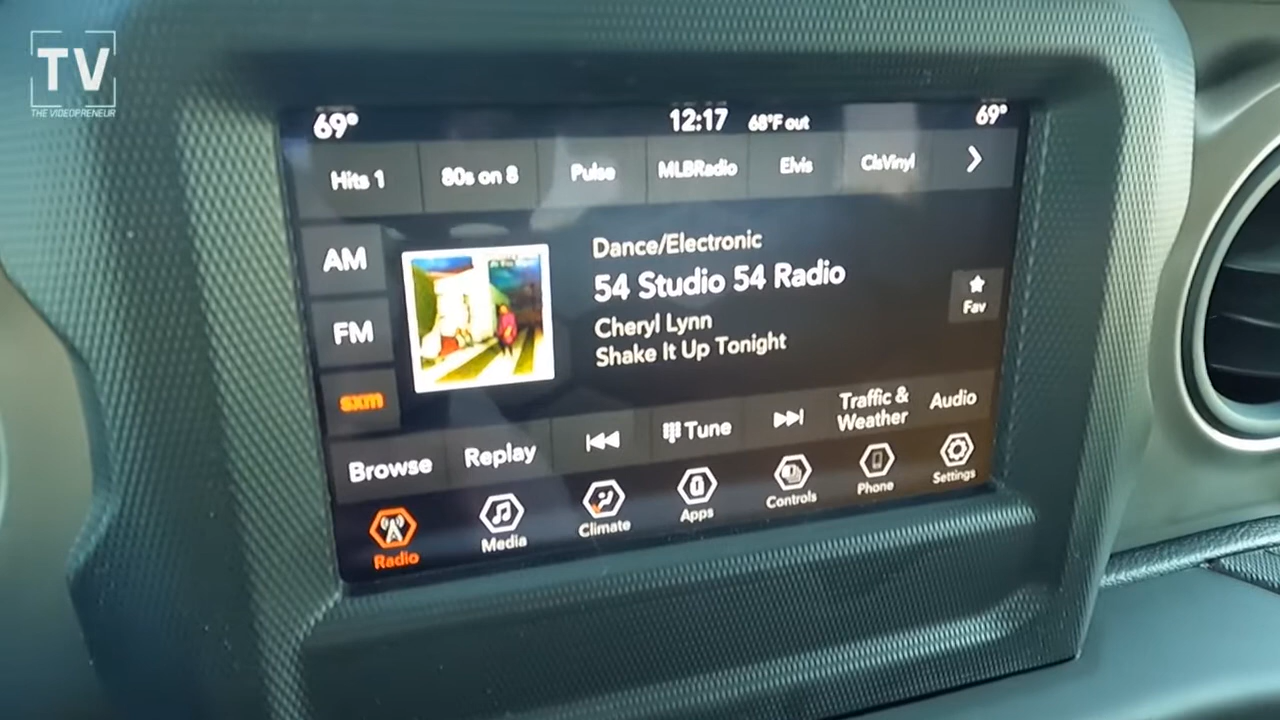 TV
THE VIDEOPRENEUR
69° 12:17 68°F out 69°
Hits 1 80s on 8 Pulse MLBRadio Elvis ClsVinyl
AM
FM
sxm
Dance/Electronic
54 Studio 54 Radio
Cheryl Lynn
Shake It Up Tonight
Fav
Browse Replay Tune Traffic & Weather Audio
Radio Media Climate Apps Controls Phone Settings